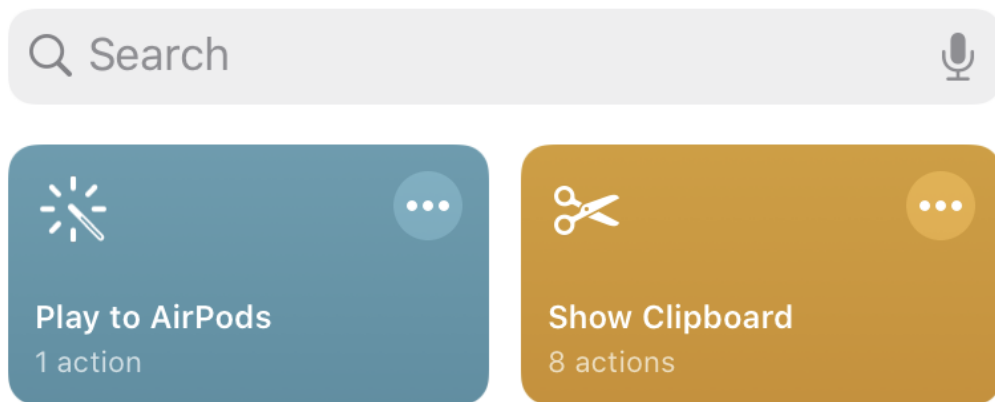 Search
Play to AirPods
1 action
Show Clipboard
8 actions